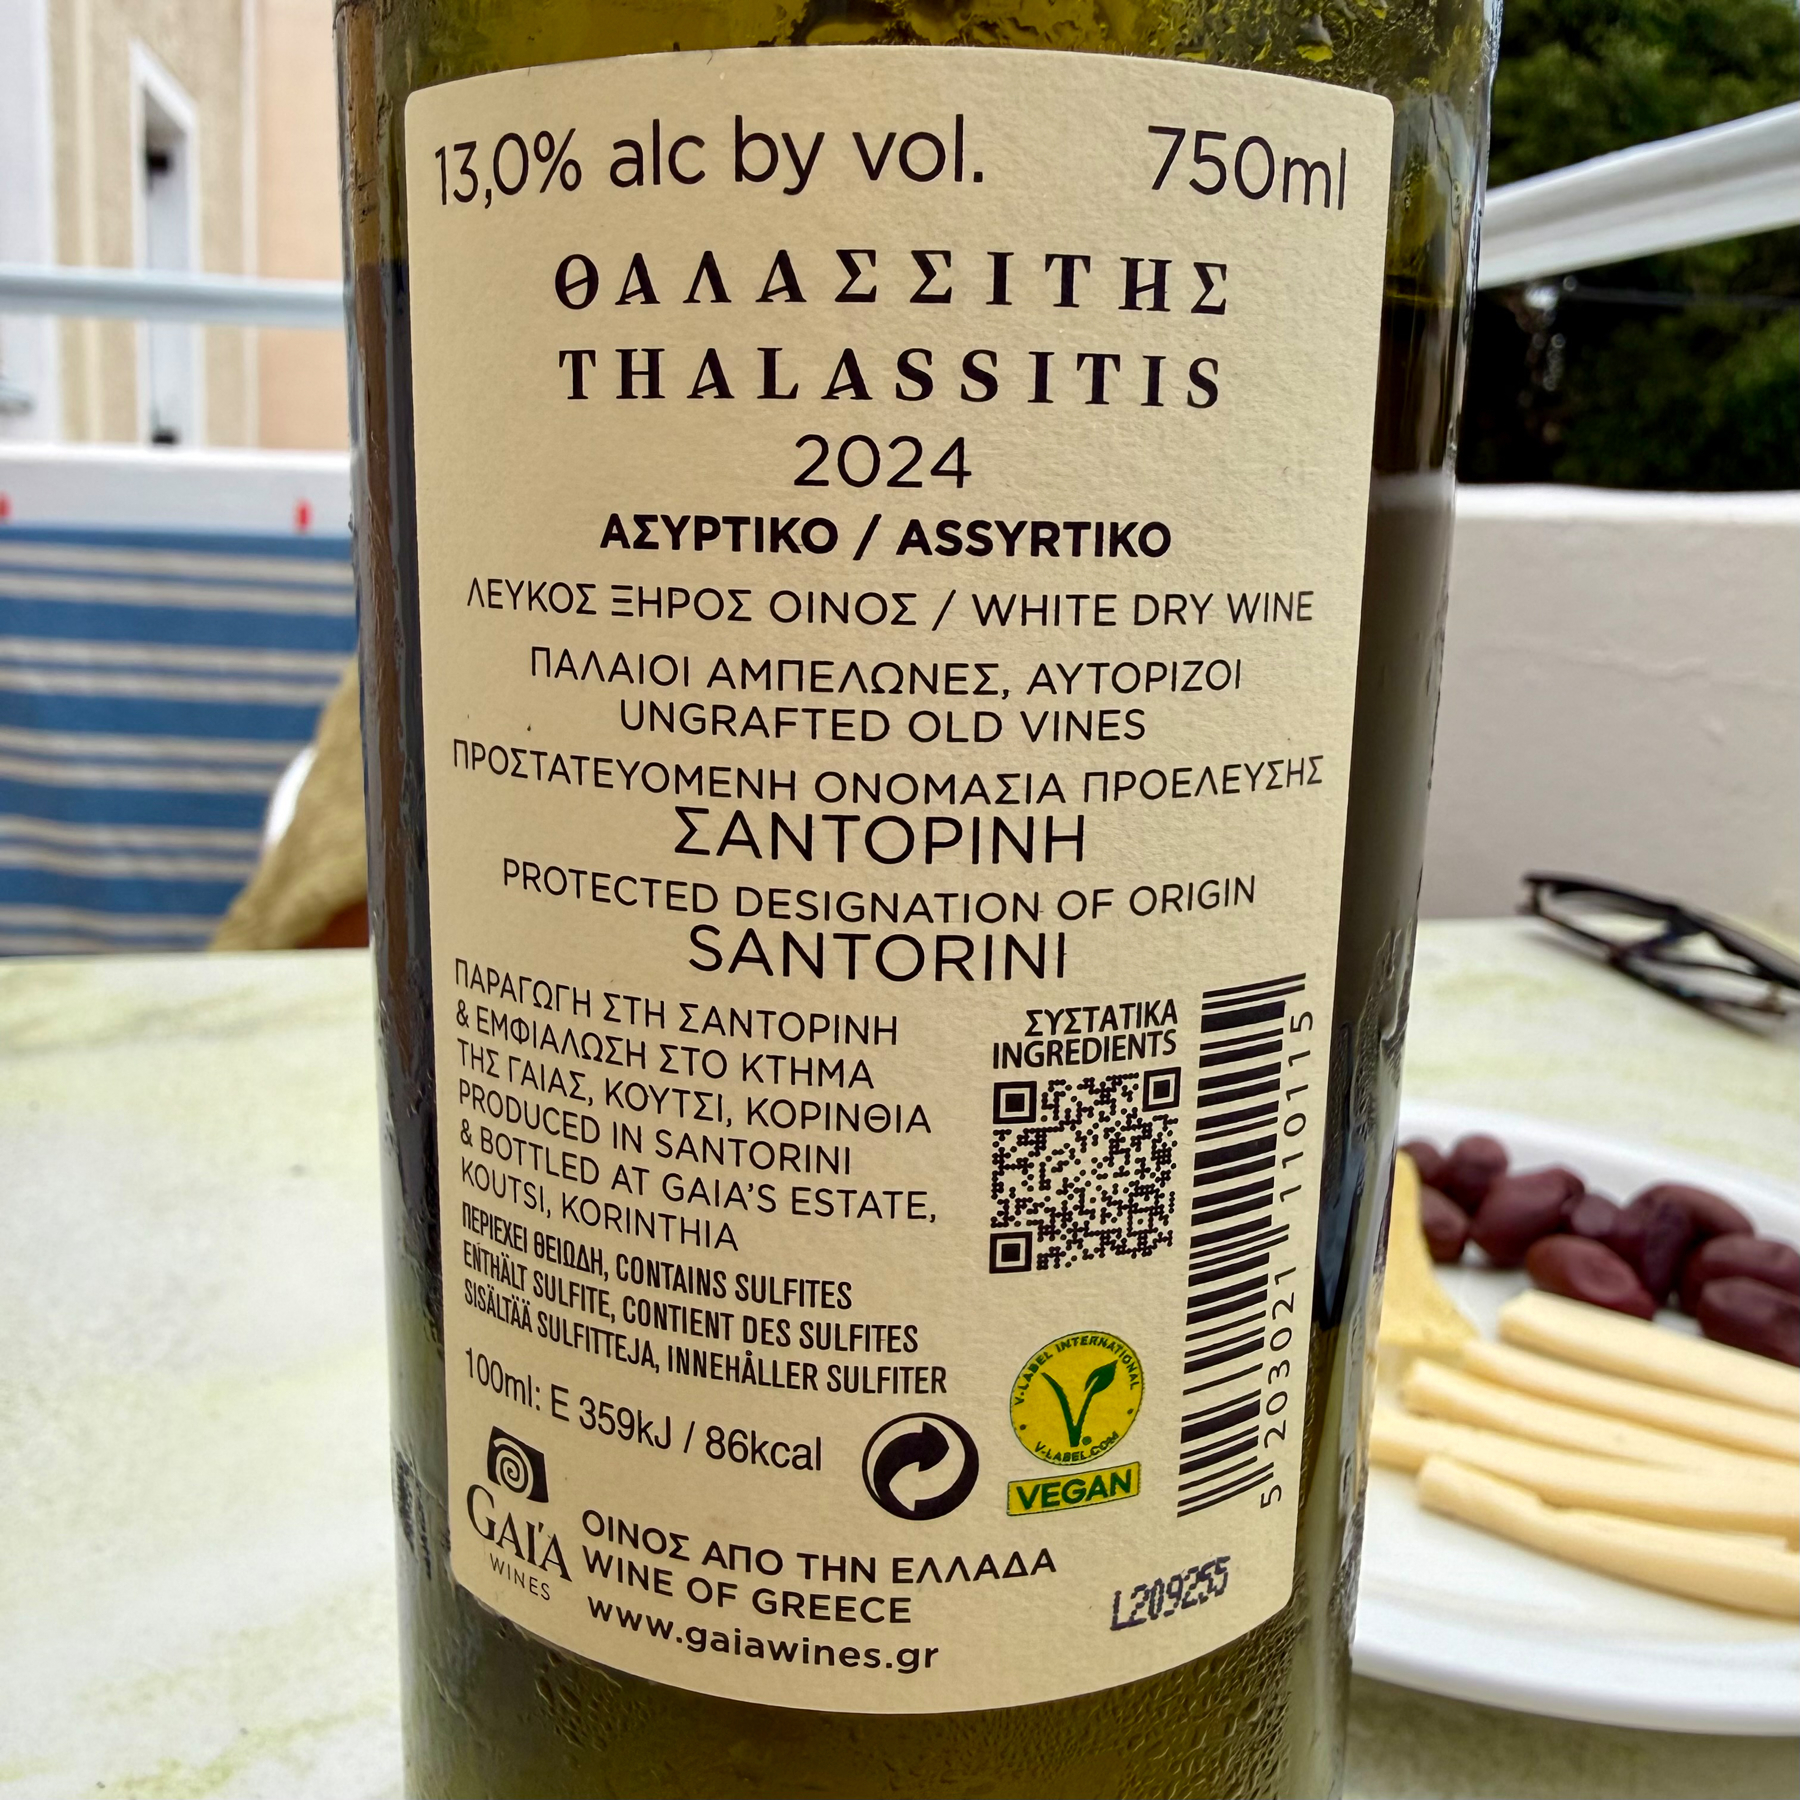 13,0% alc by vol. 750ml
ΘΑΛΑΣΣΙΤΗΣ
THALASSITIS
2024
ΑΣΥΡΤΙΚΟ / ASSYRTIKO
ΛΕΥΚΟΣ ΞΗΡΟΣ ΟΙΝΟΣ / WHITE DRY WINE
ΠΑΛΑΙΟΙ ΑΜΠΕΛΩΝΕΣ, ΑΥΤΟΡΙΖΟΙ
UNGRAFTED OLD VINES
ΠΡΟΣΤΑΤΕΥΟΜΕΝΗ ΟΝΟΜΑΣΙΑ ΠΡΟΕΛΕΥΣΗΣ
ΣΑΝΤΟΡΙΝΗ
PROTECTED DESIGNATION OF ORIGIN
SANTORINI
ΠΑΡΑΓΩΓΗ ΣΤΗ ΣΑΝΤΟΡΙΝΗ
& ΕΜΦΙΑΛΩΣΗ ΣΤΟ ΚΤΗΜΑ
ΤΗΣ ΓΑΙΑΣ, ΚΟΥΤΣΙ, ΚΟΡΙΝΘΙΑ
PRODUCED IN SANTORINI
& BOTTLED AT GAIA'S ESTATE,
KOUTSI, KORINTHIA
ΠΕΡΙΕΧΕΙ ΘΕΙΩΔΗ, CONTAINS SULFITES
ENTHÄLT SULFITE, CONTIENT DES SULFITES
SISÄLTÄÄ SULFITTEJA, INNEHÅLLER SULFITER
100ml: E 359kJ / 86kcal
ΣΥΣΤΑΤΙΚΑ
INGREDIENTS
5 203021 110115
V-LABEL INTERNATIONAL
V-LABEL.COM
VEGAN
GAI'A
WINES
ΟΙΝΟΣ ΑΠΟ ΤΗΝ ΕΛΛΑΔΑ
WINE OF GREECE
www.gaiawines.gr
L209255